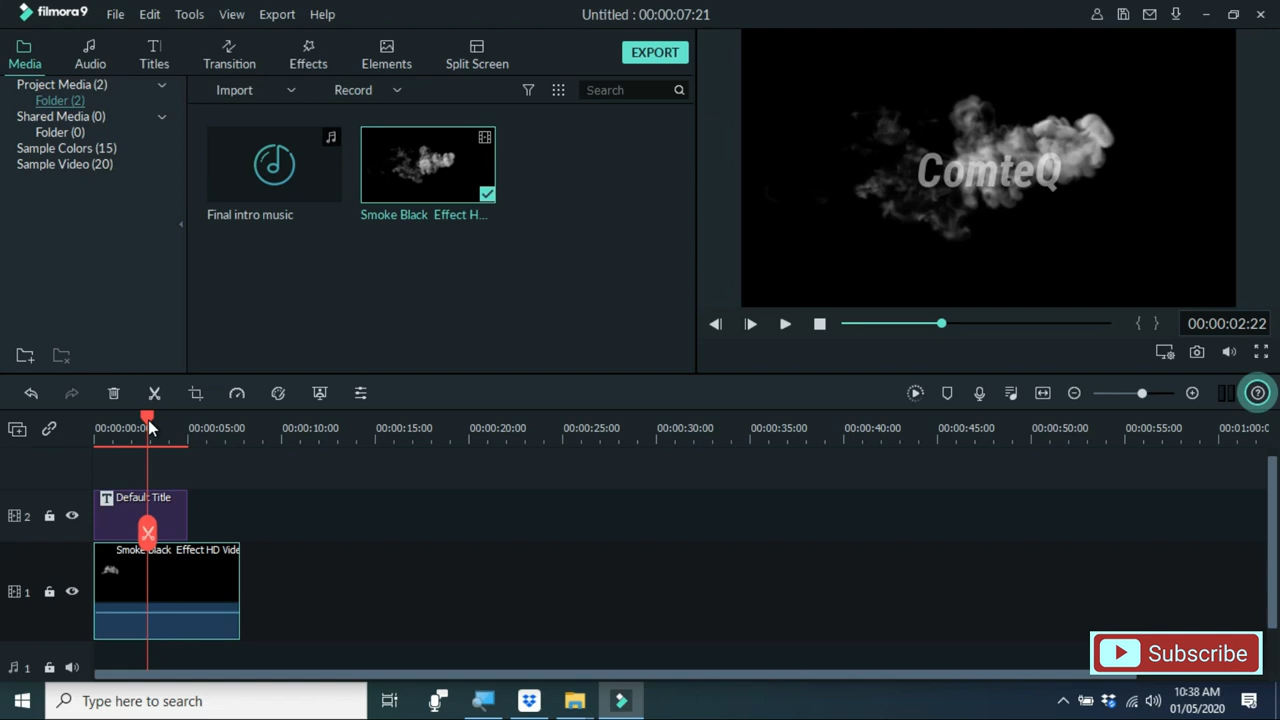 filmora9 File Edit Tools View Export Help Untitled : 00:00:07:21
Media Audio Titles Transition Effects Elements Split Screen EXPORT
Project Media (2)
Folder (2)
Shared Media (0)
Folder (0)
Sample Colors (15)
Sample Video (20)
Import Record Search
Final intro music Smoke Black Effect H...
ComteQ
{ } 00:00:02:22
00:00:00:00 00:00:05:00 00:00:10:00 00:00:15:00 00:00:20:00 00:00:25:00 00:00:30:00 00:00:35:00 00:00:40:00 00:00:45:00 00:00:50:00 00:00:55:00 00:01:00:0
2 T Default Title
Smoke Black Effect HD Vide
1
1
Subscribe
Type here to search
10:38 AM
01/05/2020